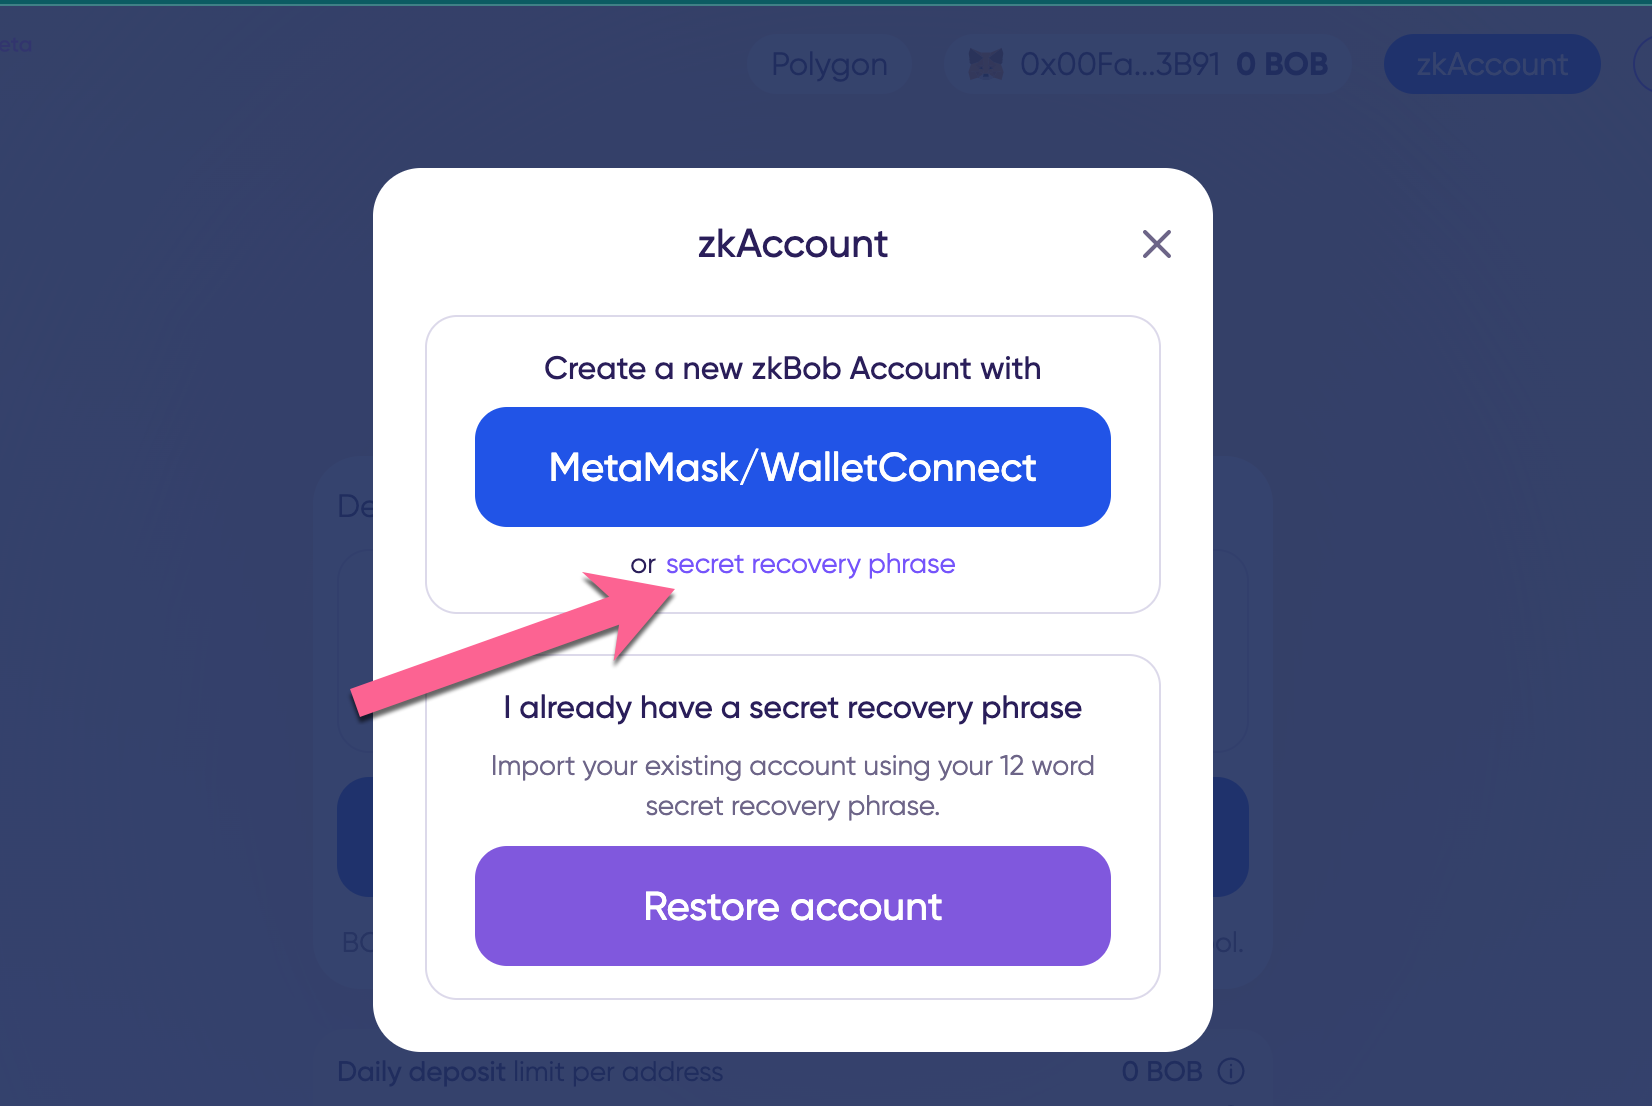 eta
Polygon
0x00Fa...3B91 0 BOB
zkAccount
zkAccount
Create a new zkBob Account with
MetaMask/WalletConnect
or secret recovery phrase
I already have a secret recovery phrase
Import your existing account using your 12 word
secret recovery phrase.
Restore account
De
BO
ol.
Daily deposit limit per address
0 BOB